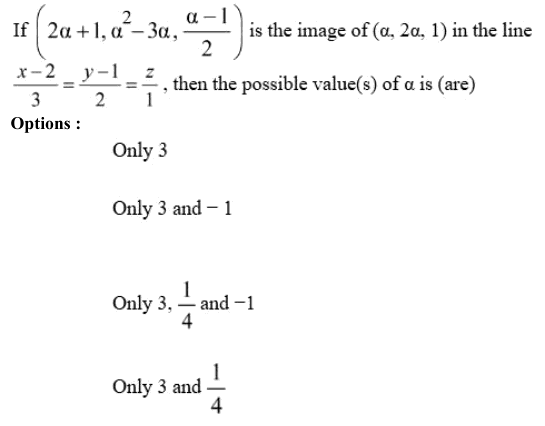 If (2α + 1, α² − 3α, (α − 1)/2) is the image of (α, 2α, 1) in the line
(x − 2)/3 = (y − 1)/2 = z/1 , then the possible value(s) of α is (are)
Options :
Only 3
Only 3 and − 1
Only 3, 1/4 and −1
Only 3 and 1/4